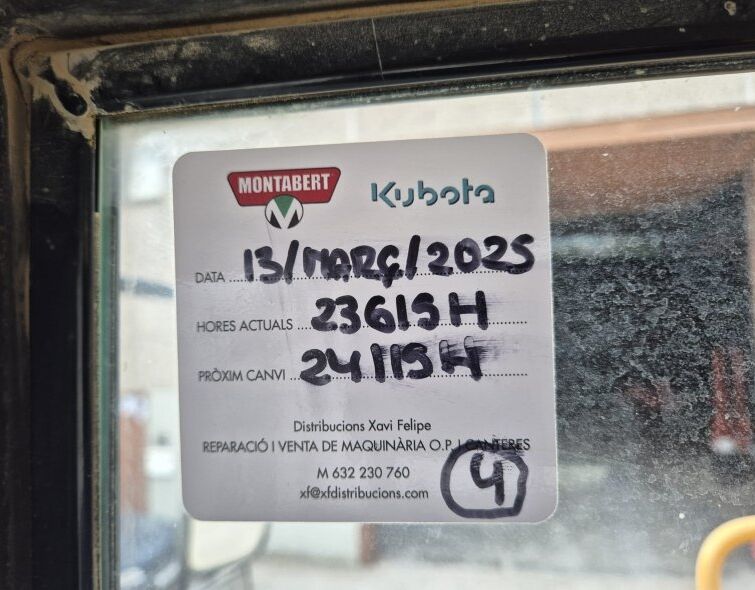 MONTABERT Kubota
M
DATA 13/MARÇ/2025
HORES ACTUALS 23615 H
PRÒXIM CANVI 24115 H
Distribucions Xavi Felipe
REPARACIÓ I VENTA DE MAQUINÀRIA O.P. I CANTERES
M 632 230 760
xf@xfdistribucions.com
4